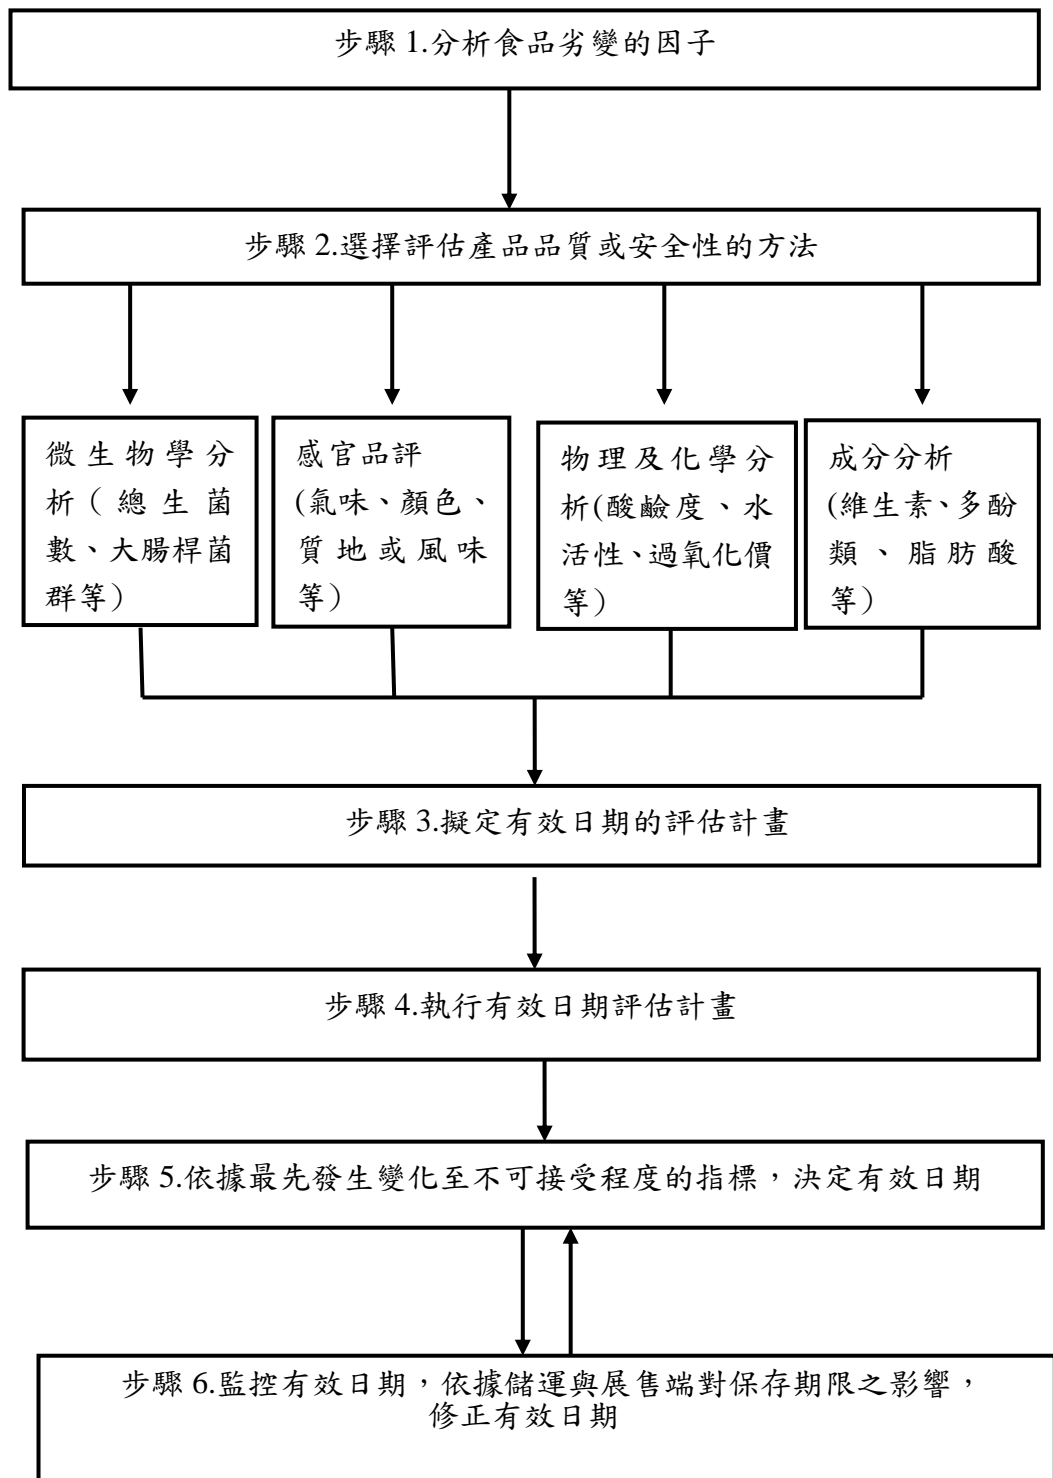 步驟 1.分析食品劣變的因子
步驟 2.選擇評估產品品質或安全性的方法
微生物學分
析（總生菌
數、大腸桿菌
群等）
感官品評
(氣味、顏色、
質地或風味
等)
物理及化學分
析(酸鹼度、水
活性、過氧化價
等)
成分分析
(維生素、多酚
類、脂肪酸
等)
步驟 3.擬定有效日期的評估計畫
步驟 4.執行有效日期評估計畫
步驟 5.依據最先發生變化至不可接受程度的指標，決定有效日期
步驟 6.監控有效日期，依據儲運與展售端對保存期限之影響，
修正有效日期